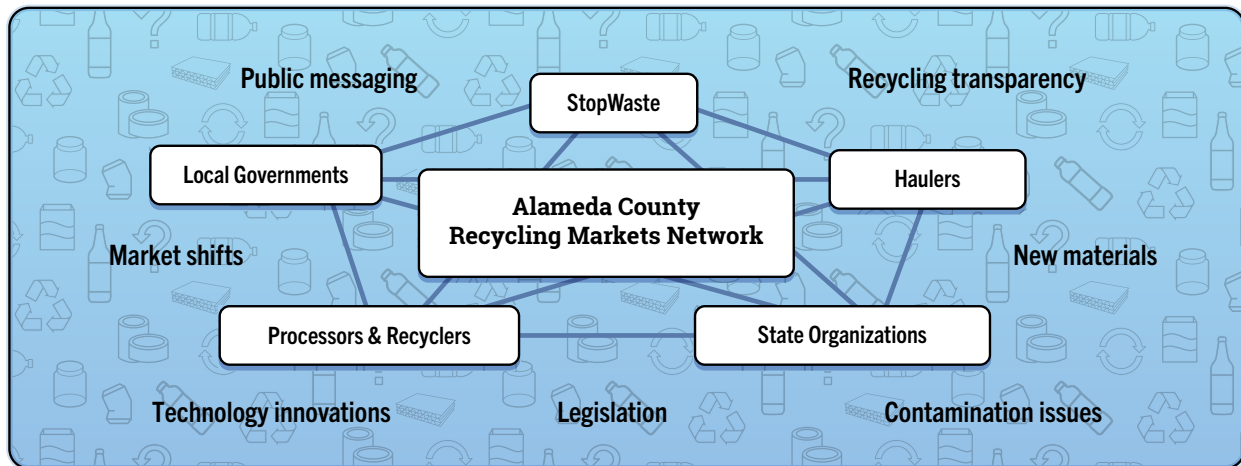 Public messaging
Recycling transparency
StopWaste
Local Governments
Haulers
Alameda County
Recycling Markets Network
Market shifts
New materials
Processors & Recyclers
State Organizations
Technology innovations
Legislation
Contamination issues